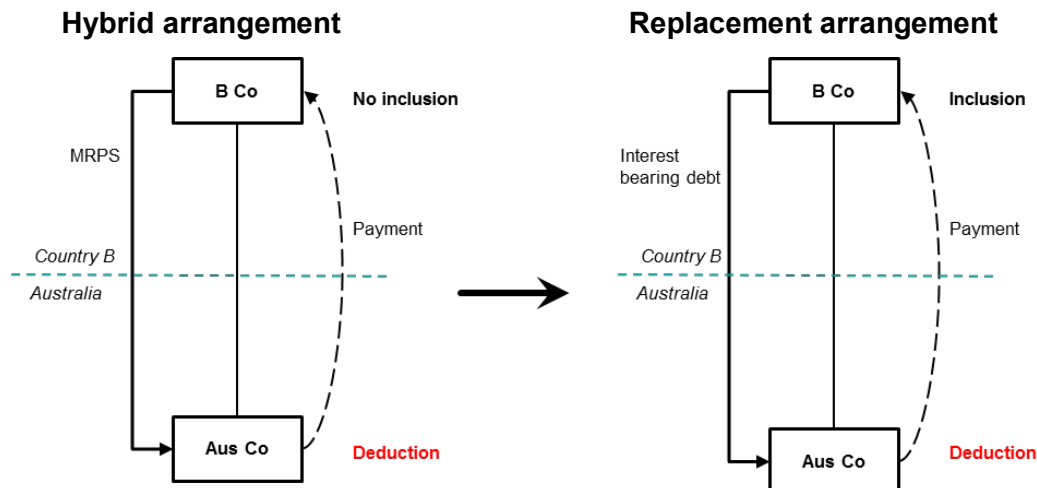 Hybrid arrangement
B Co
No inclusion
MRPS
Payment
Country B
Australia
Aus Co
Deduction
Replacement arrangement
B Co
Inclusion
Interest
bearing debt
Payment
Country B
Australia
Aus Co
Deduction